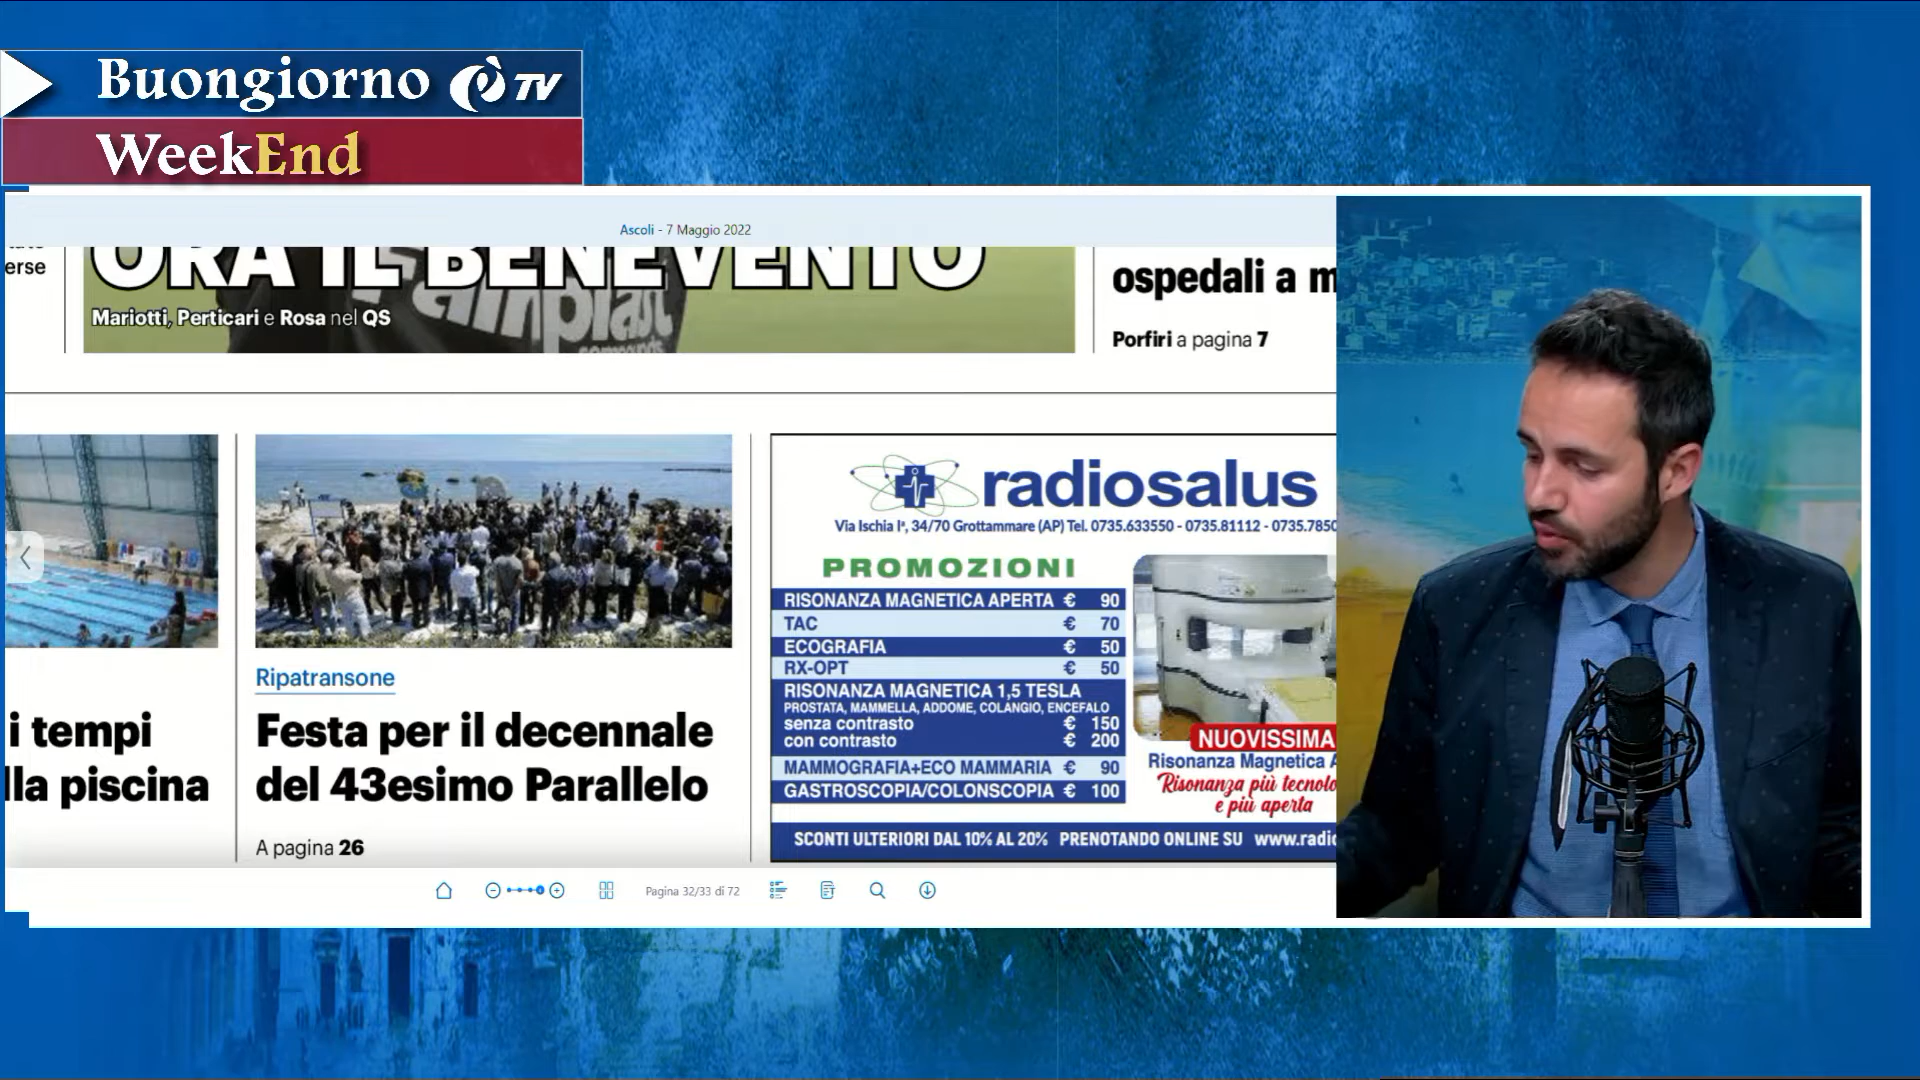 Buongiorno è TV
WeekEnd
Ascoli - 7 Maggio 2022
erse
ORA IL BENEVENTO
Mariotti, Perticari e Rosa nel QS
ospedali a m
Porfiri a pagina 7
i tempi
lla piscina
Ripatransone
Festa per il decennale
del 43esimo Parallelo
A pagina 26
radiosalus
Via Ischia Iª, 34/70 Grottammare (AP) Tel. 0735.633550 - 0735.81112 - 0735.7850
PROMOZIONI
RISONANZA MAGNETICA APERTA € 90
TAC € 70
ECOGRAFIA € 50
RX-OPT € 50
RISONANZA MAGNETICA 1,5 TESLA
PROSTATA, MAMMELLA, ADDOME, COLANGIO, ENCEFALO
senza contrasto € 150
con contrasto € 200
MAMMOGRAFIA+ECO MAMMARIA € 90
GASTROSCOPIA/COLONSCOPIA € 100
NUOVISSIMA
Risonanza Magnetica A
Risonanza più tecnolo
e più aperta
SCONTI ULTERIORI DAL 10% AL 20% PRENOTANDO ONLINE SU www.radio
Pagina 32/33 di 72